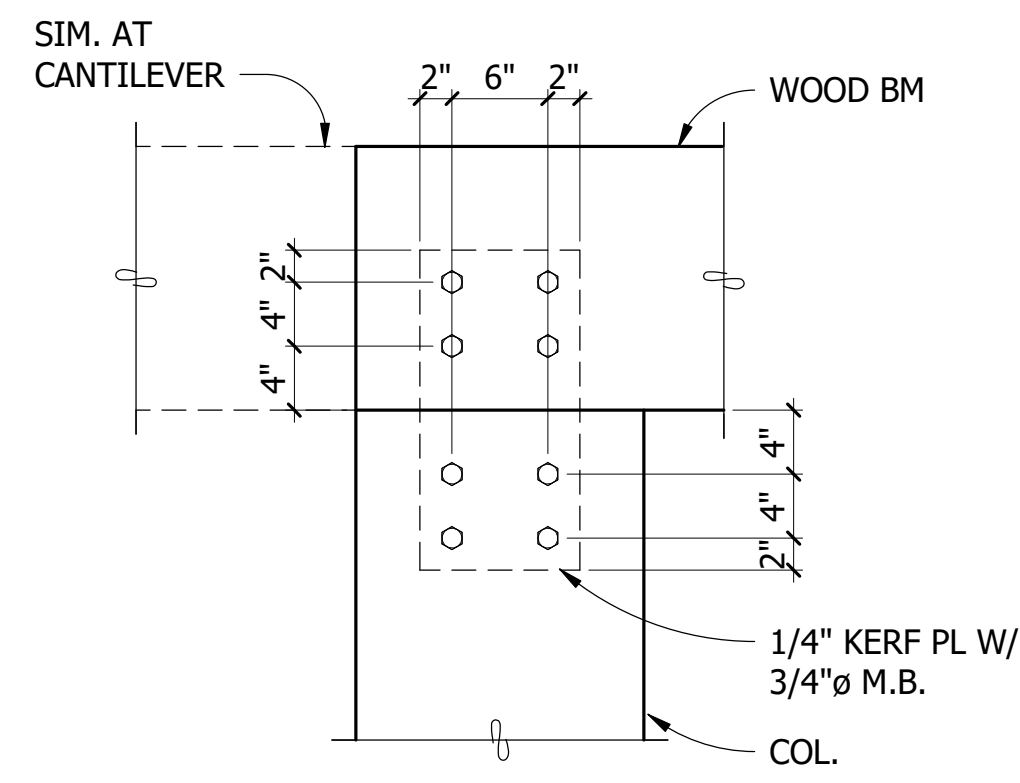 SIM. AT
CANTILEVER
2" 6" 2"
WOOD BM
2"
4"
4"
4"
4"
2"
1/4" KERF PL W/
3/4"ø M.B.
COL.